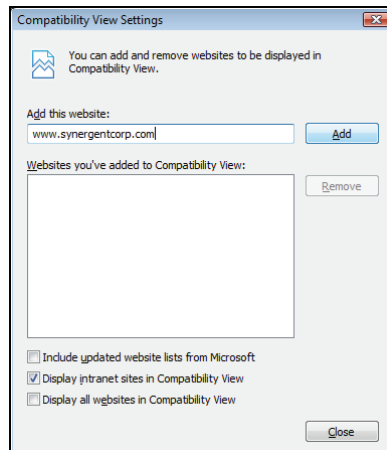 Compatibility View Settings
You can add and remove websites to be displayed in
Compatibility View.
Add this website:
www.synergentcorp.com
Add
Websites you've added to Compatibility View:
Remove
Include updated website lists from Microsoft
Display intranet sites in Compatibility View
Display all websites in Compatibility View
Close